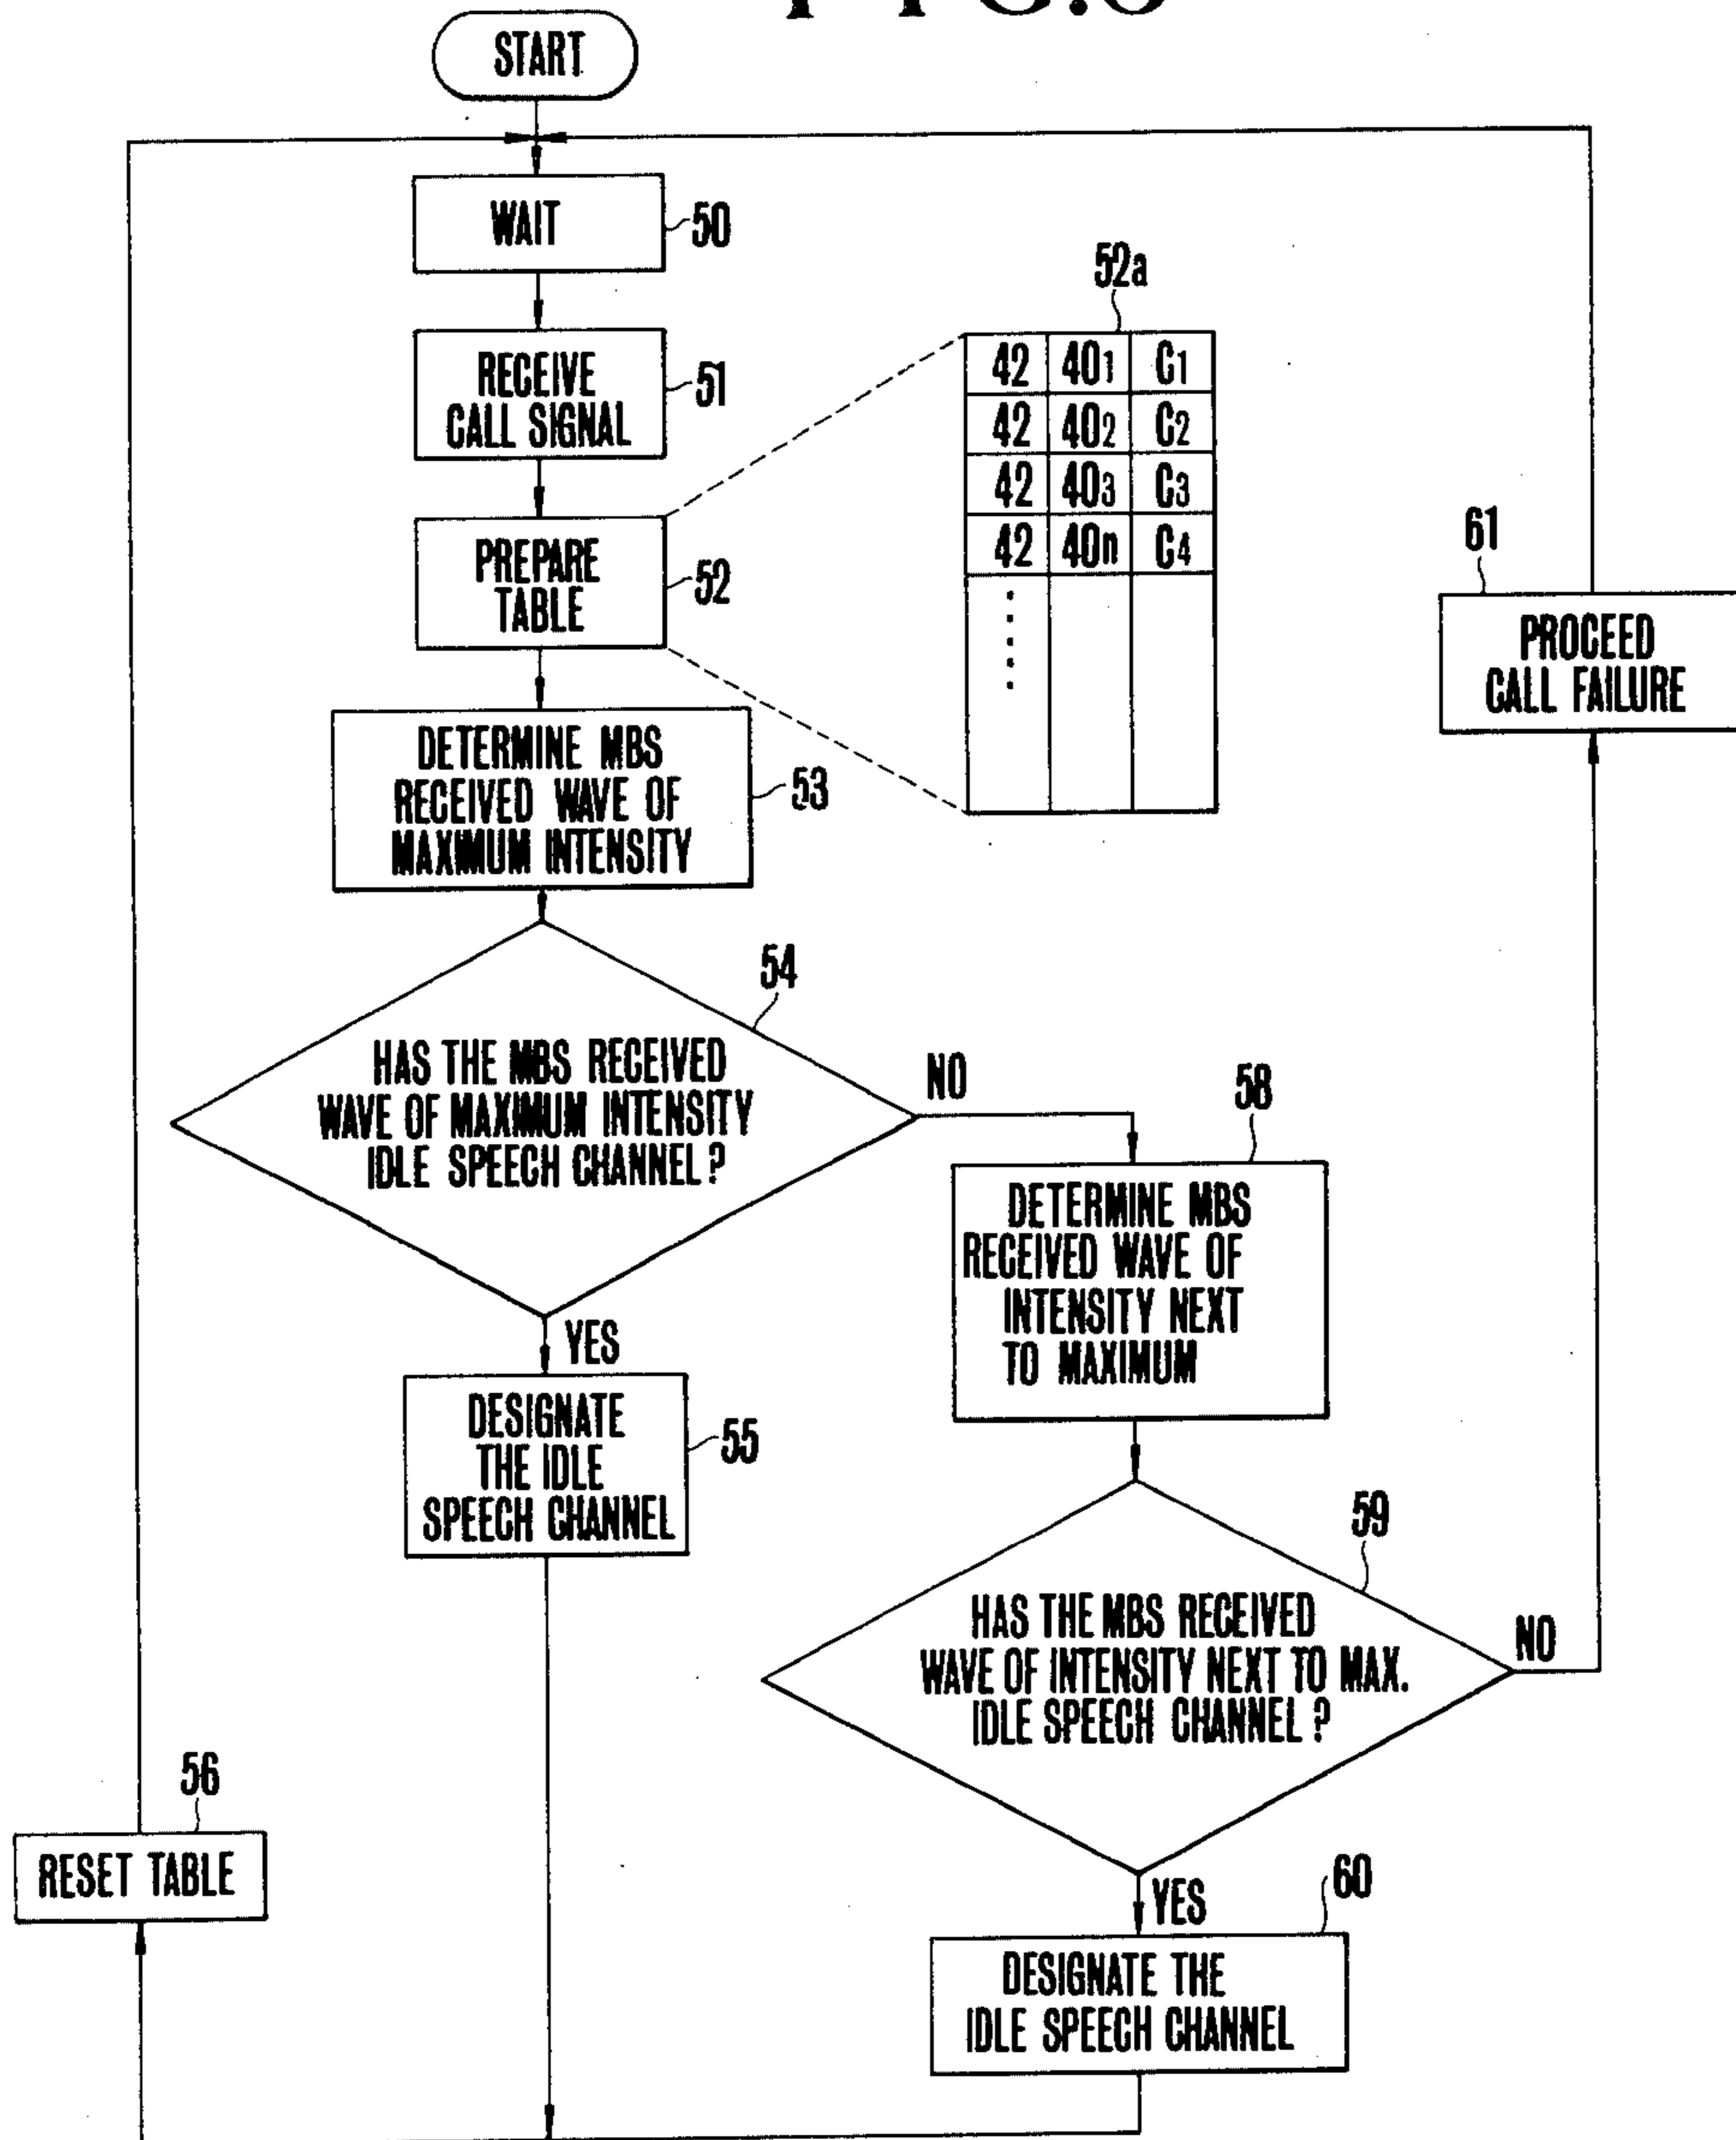 START
WAIT
50
RECEIVE
CALL SIGNAL
51
PREPARE
TABLE
52
52a
42 401 C1
42 402 C2
42 403 C3
42 40n C4
61
PROCEED
CALL FAILURE
DETERMINE MBS
RECEIVED WAVE OF
MAXIMUM INTENSITY
53
54
HAS THE MBS RECEIVED
WAVE OF MAXIMUM INTENSITY
IDLE SPEECH CHANNEL?
NO
YES
58
DETERMINE MBS
RECEIVED WAVE OF
INTENSITY NEXT
TO MAXIMUM
DESIGNATE
THE IDLE
SPEECH CHANNEL
55
59
HAS THE MBS RECEIVED
WAVE OF INTENSITY NEXT TO MAX.
IDLE SPEECH CHANNEL?
NO
YES
56
RESET TABLE
60
DESIGNATE THE
IDLE SPEECH CHANNEL